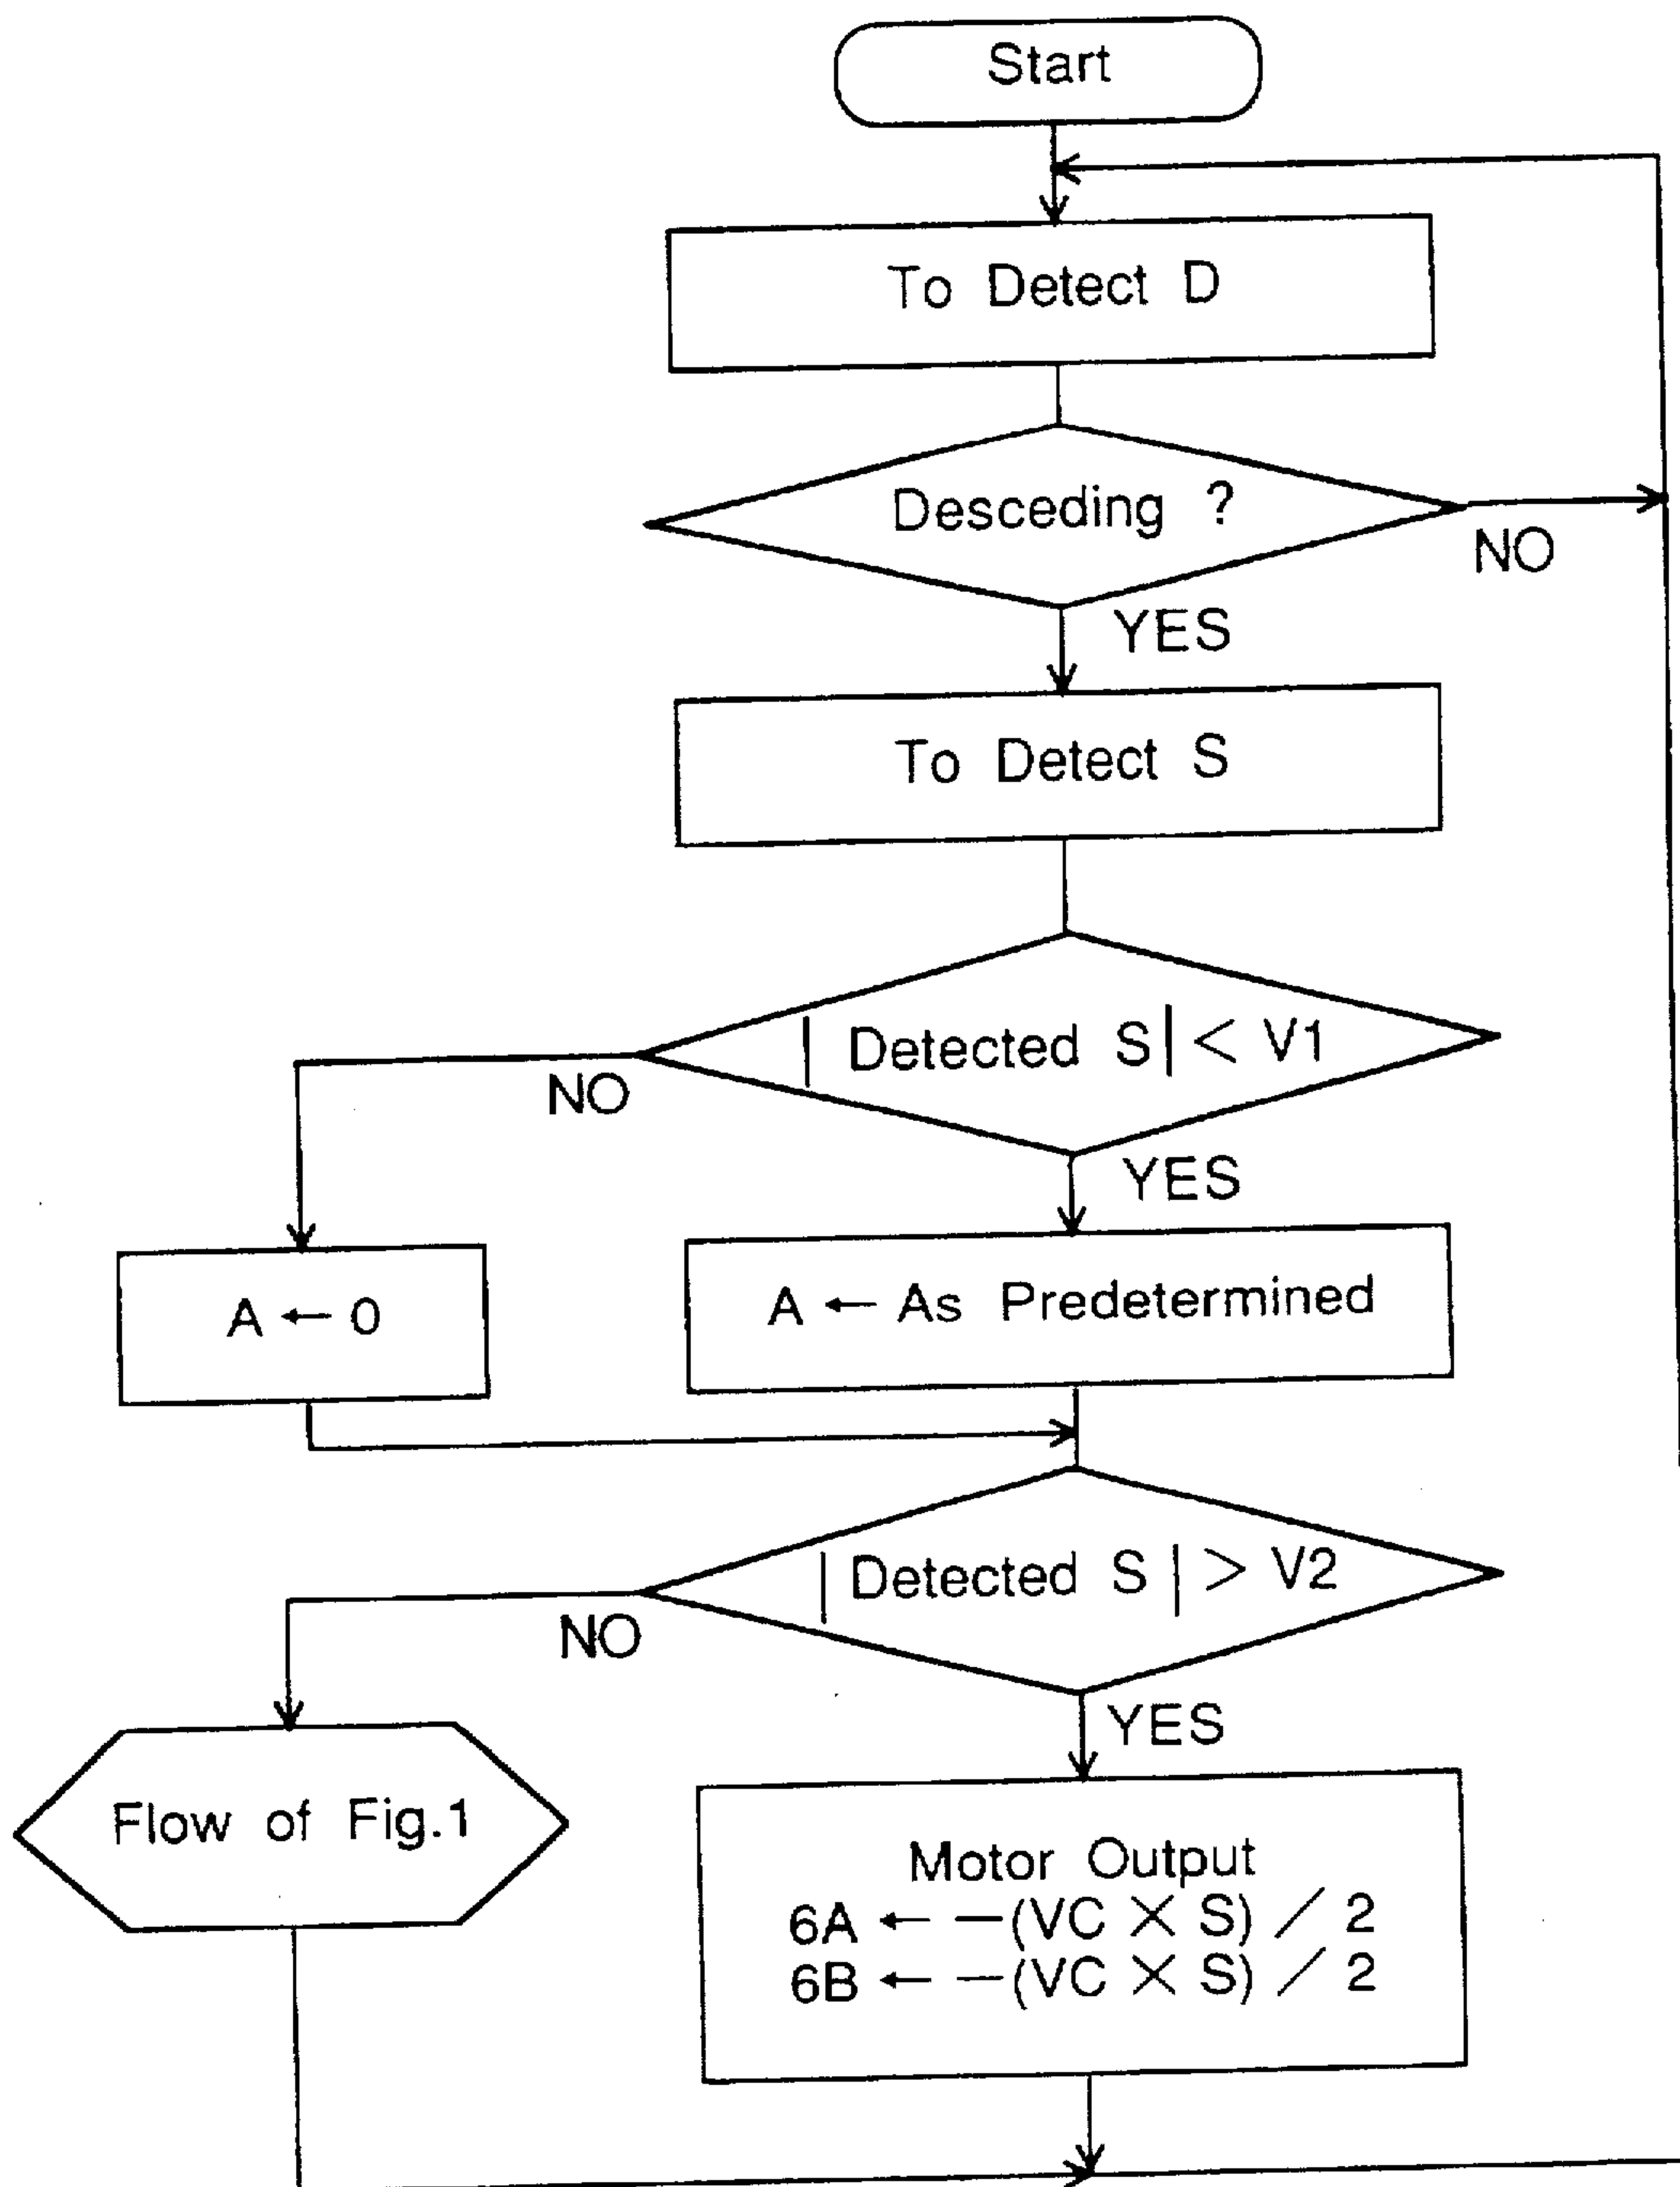 Start
To Detect D
Desceding ?
NO
YES
To Detect S
| Detected S | < V1
NO
YES
A ← 0
A ← As Predetermined
| Detected S | > V2
NO
YES
Flow of Fig.1
Motor Output
6A ← —(VC × S) / 2
6B ← —(VC × S) / 2